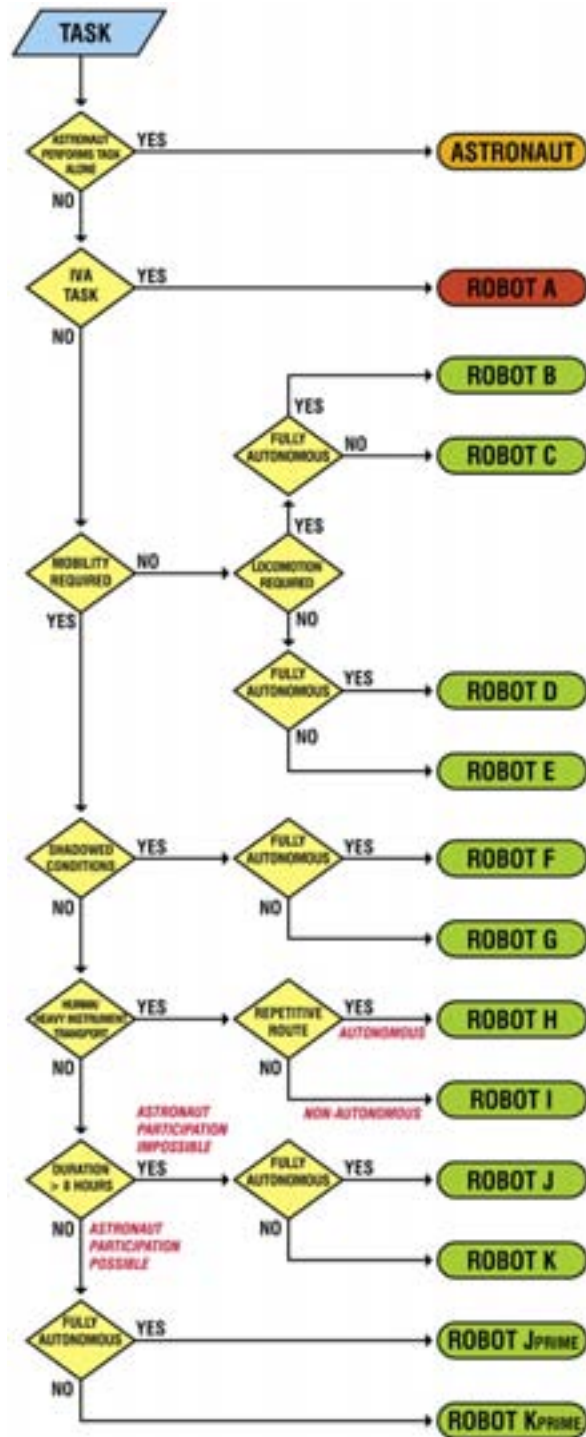 TASK
ASTRONAUT
PERFORMS TASK
ALONE
YES
ASTRONAUT
NO
IVA
TASK
YES
ROBOT A
NO
ROBOT B
YES
FULLY
AUTONOMOUS
NO
ROBOT C
YES
MOBILITY
REQUIRED
NO
LOCOMOTION
REQUIRED
YES
NO
FULLY
AUTONOMOUS
YES
ROBOT D
NO
ROBOT E
SHADOWED
CONDITIONS
YES
FULLY
AUTONOMOUS
YES
ROBOT F
NO
NO
ROBOT G
HUMAN/
HEAVY INSTRUMENT
TRANSPORT
YES
REPETITIVE
ROUTE
YES
AUTONOMOUS
ROBOT H
NO
NO
NON-AUTONOMOUS
ROBOT I
ASTRONAUT
PARTICIPATION
IMPOSSIBLE
DURATION
> 8 HOURS
YES
FULLY
AUTONOMOUS
YES
ROBOT J
NO
ASTRONAUT
PARTICIPATION
POSSIBLE
NO
ROBOT K
FULLY
AUTONOMOUS
YES
ROBOT JPRIME
NO
ROBOT KPRIME